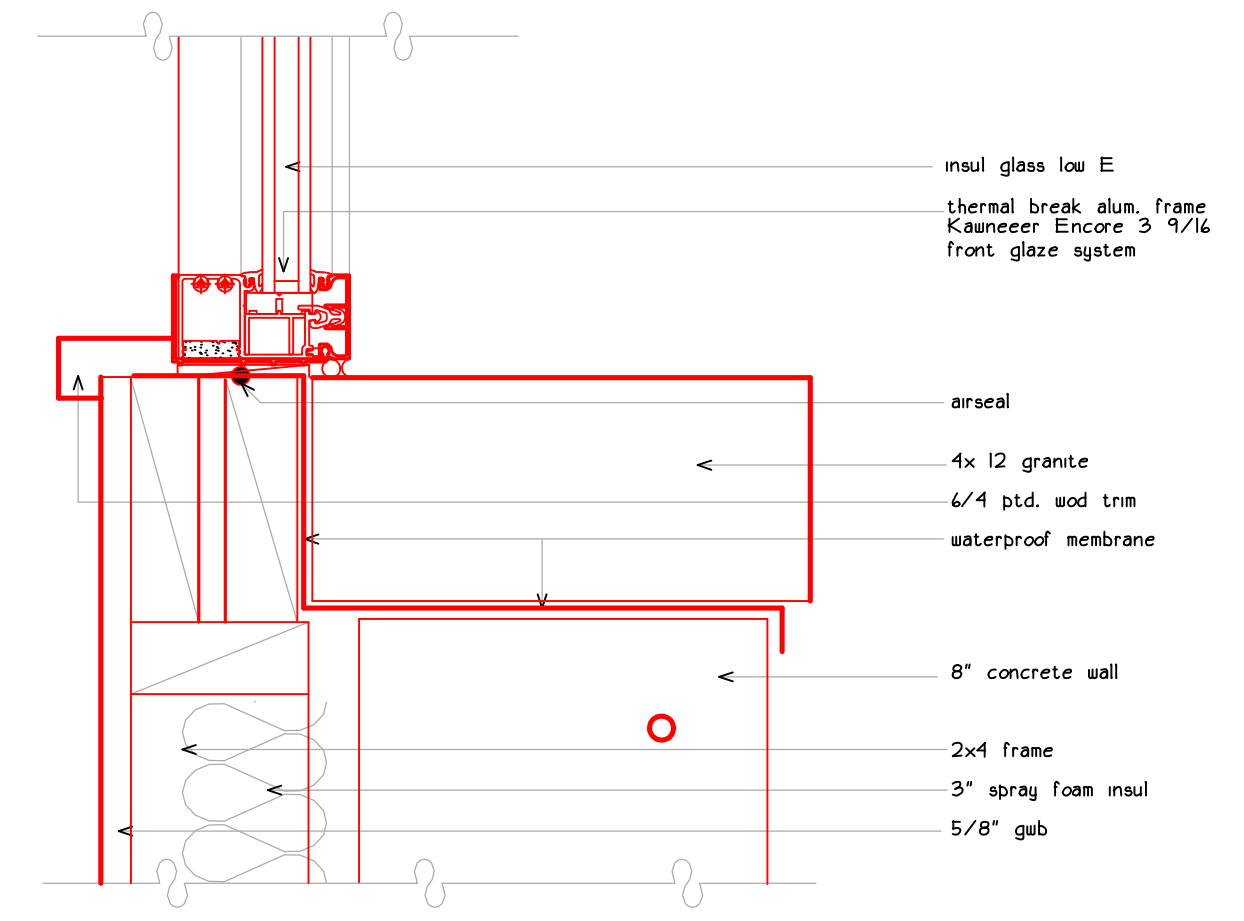 insul glass low E
thermal break alum. frame
Kawneeer Encore 3 9/16
front glaze system
airseal
4x 12 granite
6/4 ptd. wod trim
waterproof membrane
8" concrete wall
2x4 frame
3" spray foam insul
5/8" gwb